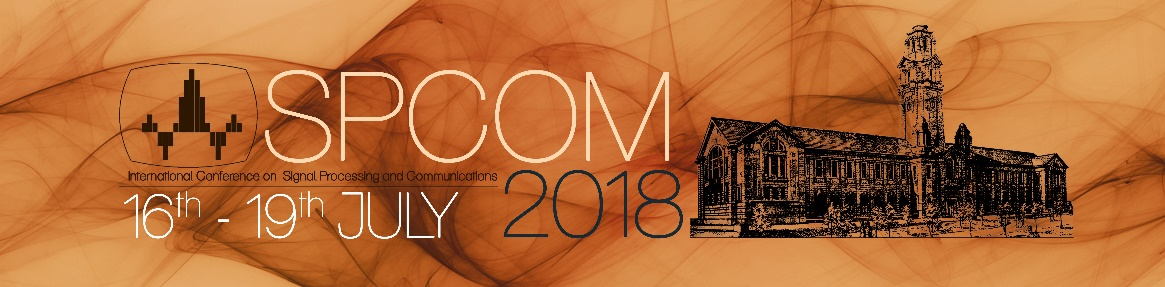 SPCOM
International Conference on Signal Processing and Communications
16th - 19th JULY 2018